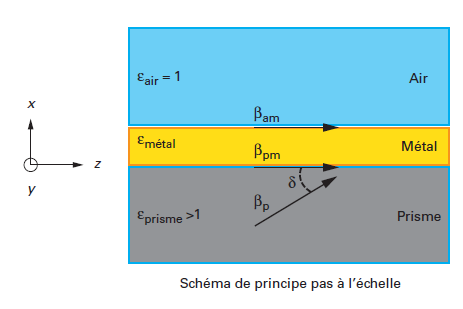 ε_air = 1 Air
x
β_am
ε_métal Métal
β_pm
z
δ
y
β_p
ε_prisme >1 Prisme
Schéma de principe pas à l'échelle